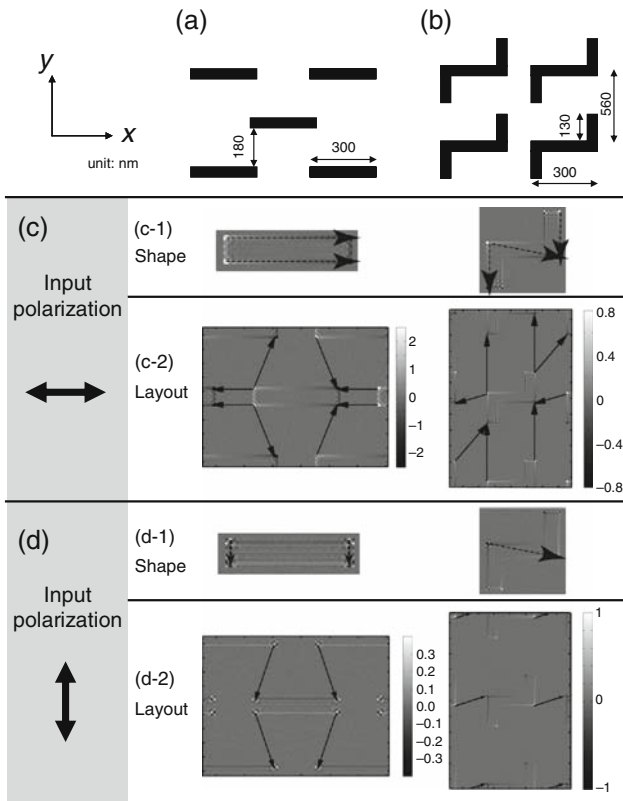 (a)
(b)
y
x
unit: nm
180
300
130
560
300
(c)
Input
polarization
(c-1)
Shape
(c-2)
Layout
2
1
0
−1
−2
0.8
0.4
0
−0.4
−0.8
(d)
Input
polarization
(d-1)
Shape
(d-2)
Layout
0.3
0.2
0.1
0.0
−0.1
−0.2
−0.3
1
0
−1